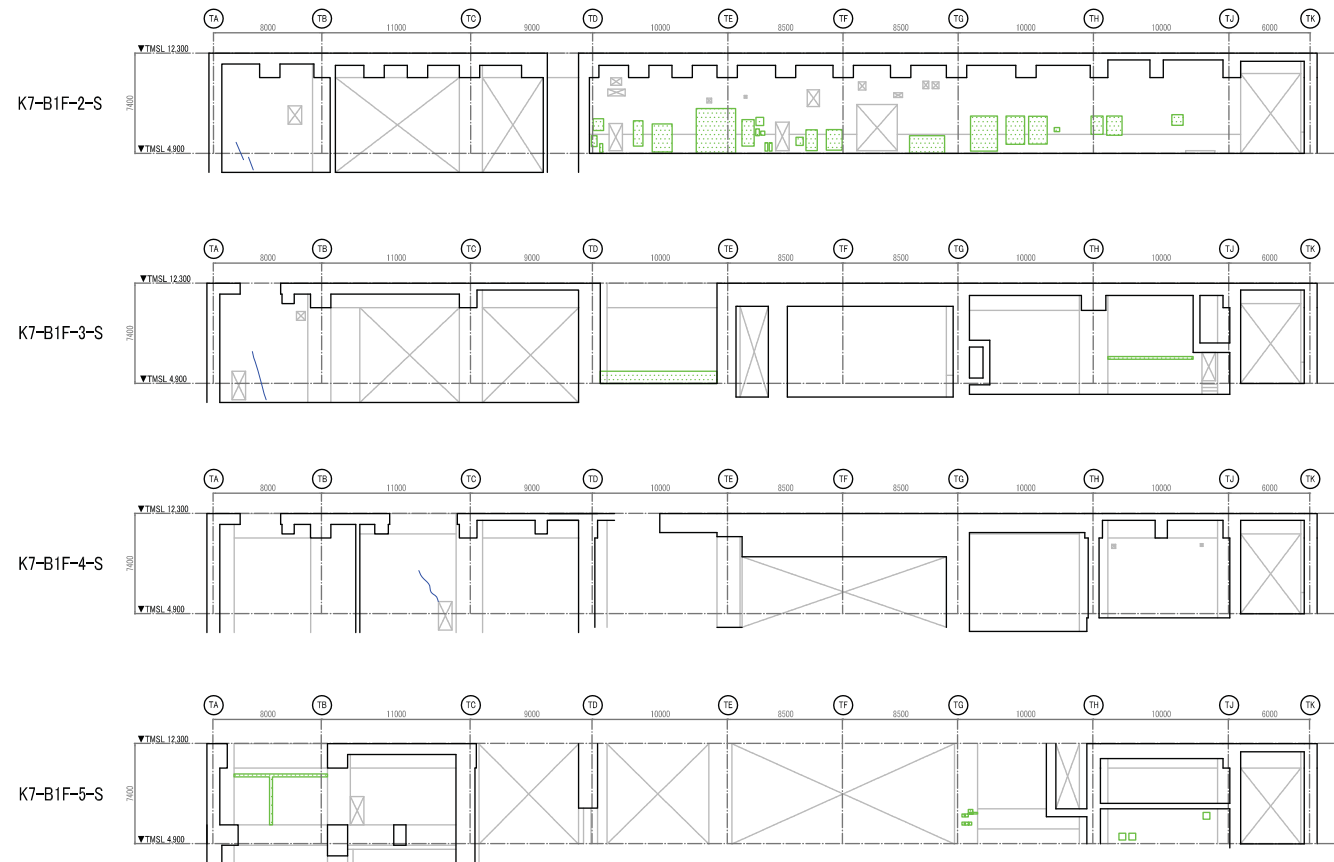 TA TB TC TD TE TF TG TH TJ TK
8000 11000 9000 10000 8500 8500 10000 10000 6000
▼TMSL 12,300
K7-B1F-2-S
7400
▼TMSL 4,900
TA TB TC TD TE TF TG TH TJ TK
8000 11000 9000 10000 8500 8500 10000 10000 6000
▼TMSL 12,300
K7-B1F-3-S
7400
▼TMSL 4,900
TA TB TC TD TE TF TG TH TJ TK
8000 11000 9000 10000 8500 8500 10000 10000 6000
▼TMSL 12,300
K7-B1F-4-S
7400
▼TMSL 4,900
TA TB TC TD TE TF TG TH TJ TK
8000 11000 9000 10000 8500 8500 10000 10000 6000
▼TMSL 12,300
K7-B1F-5-S
7400
▼TMSL 4,900